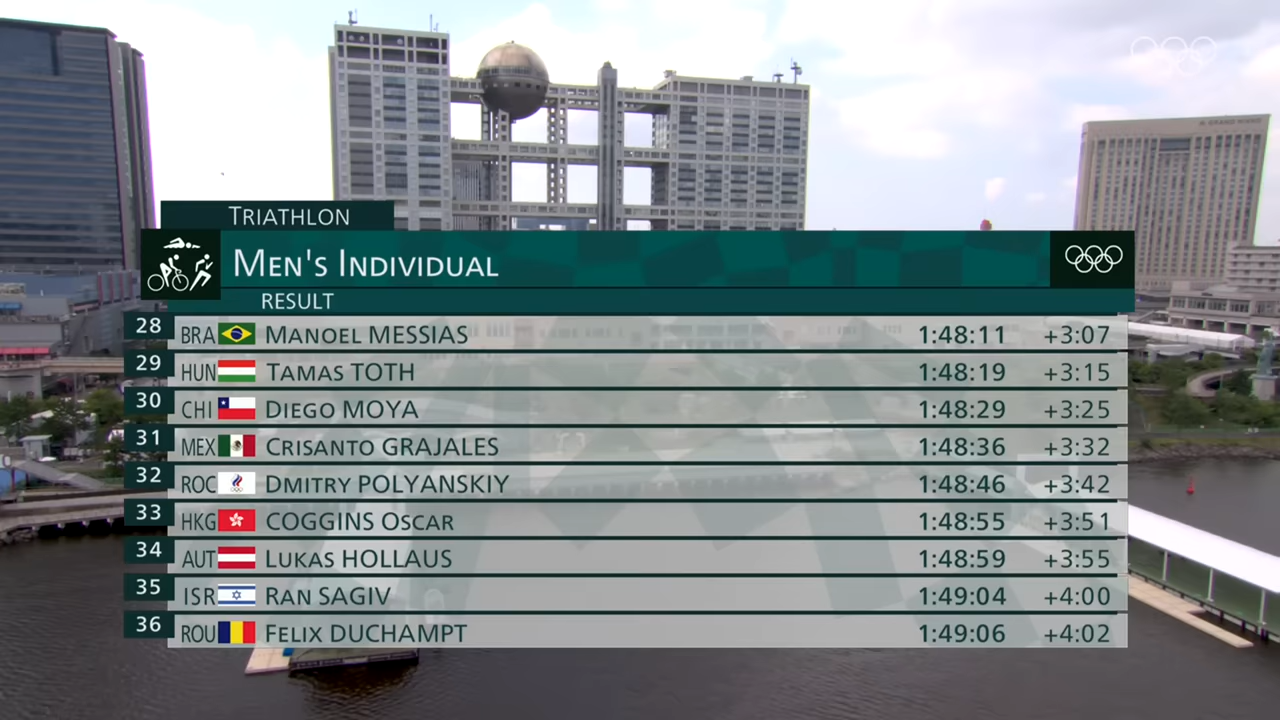 TRIATHLON
MEN'S INDIVIDUAL
RESULT
28 BRA MANOEL MESSIAS 1:48:11 +3:07
29 HUN TAMAS TOTH 1:48:19 +3:15
30 CHI DIEGO MOYA 1:48:29 +3:25
31 MEX CRISANTO GRAJALES 1:48:36 +3:32
32 ROC DMITRY POLYANSKIY 1:48:46 +3:42
33 HKG COGGINS OSCAR 1:48:55 +3:51
34 AUT LUKAS HOLLAUS 1:48:59 +3:55
35 ISR RAN SAGIV 1:49:04 +4:00
36 ROU FELIX DUCHAMPT 1:49:06 +4:02